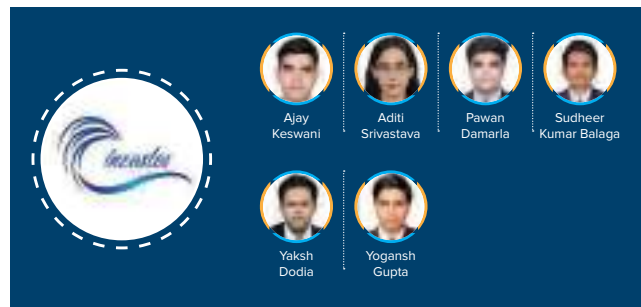 Ajay
Keswani
Aditi
Srivastava
Pawan
Damarla
Sudheer
Kumar Balaga
Yaksh
Dodia
Yogansh
Gupta